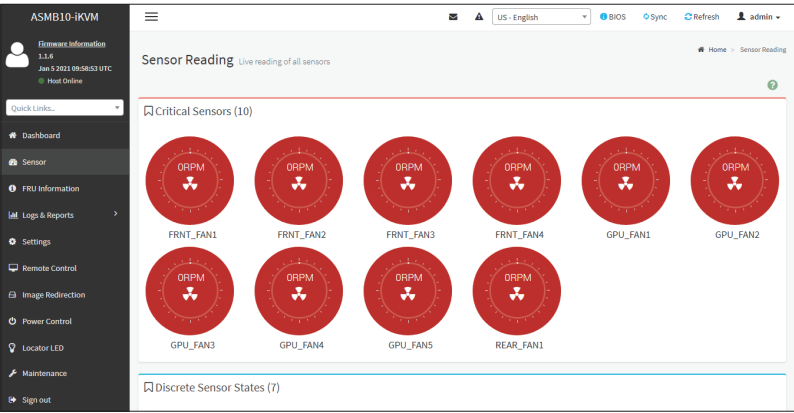 ASMB10-iKVM
Firmware Information
1.1.6
Jan 5 2021 09:58:53 UTC
Host Online
Quick Links..
Dashboard
Sensor
FRU Information
Logs & Reports
Settings
Remote Control
Image Redirection
Power Control
Locator LED
Maintenance
Sign out
US - English
BIOS
Sync
Refresh
admin
Sensor Reading Live reading of all sensors
Home > Sensor Reading
Critical Sensors (10)
0RPM 0RPM 0RPM 0RPM 0RPM 0RPM
FRNT_FAN1 FRNT_FAN2 FRNT_FAN3 FRNT_FAN4 GPU_FAN1 GPU_FAN2
0RPM 0RPM 0RPM 0RPM
GPU_FAN3 GPU_FAN4 GPU_FAN5 REAR_FAN1
Discrete Sensor States (7)